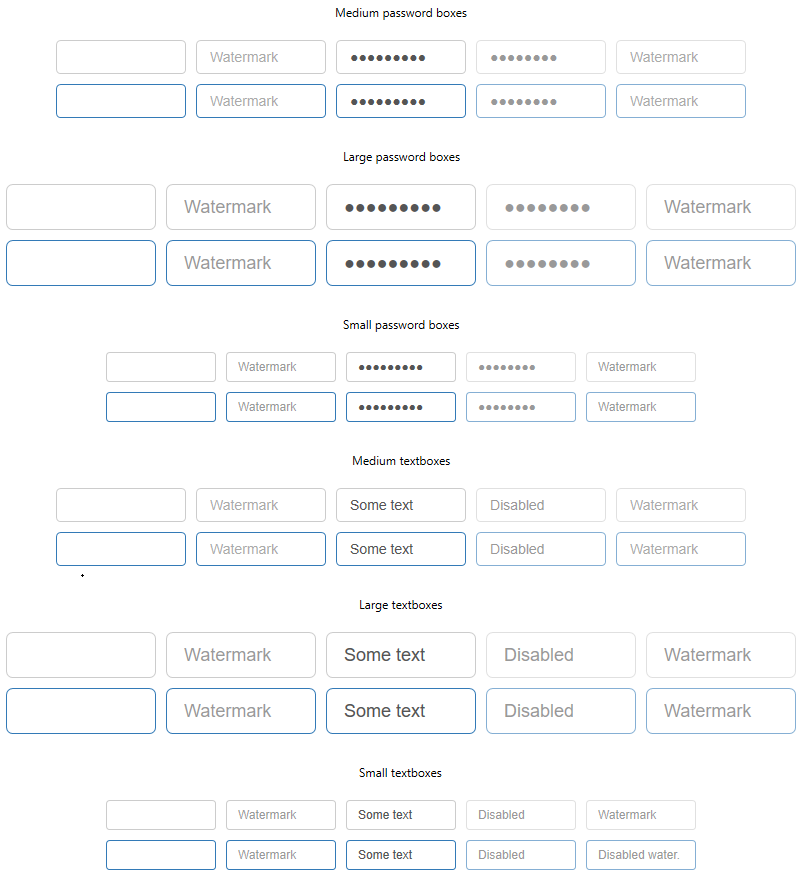 Medium password boxes
Watermark ●●●●●●●●● ●●●●●●●● Watermark
Watermark ●●●●●●●●● ●●●●●●●● Watermark
Large password boxes
Watermark ●●●●●●●●● ●●●●●●●● Watermark
Watermark ●●●●●●●●● ●●●●●●●● Watermark
Small password boxes
Watermark ●●●●●●●●● ●●●●●●●● Watermark
Watermark ●●●●●●●●● ●●●●●●●● Watermark
Medium textboxes
Watermark Some text Disabled Watermark
Watermark Some text Disabled Watermark
Large textboxes
Watermark Some text Disabled Watermark
Watermark Some text Disabled Watermark
Small textboxes
Watermark Some text Disabled Watermark
Watermark Some text Disabled Disabled water.